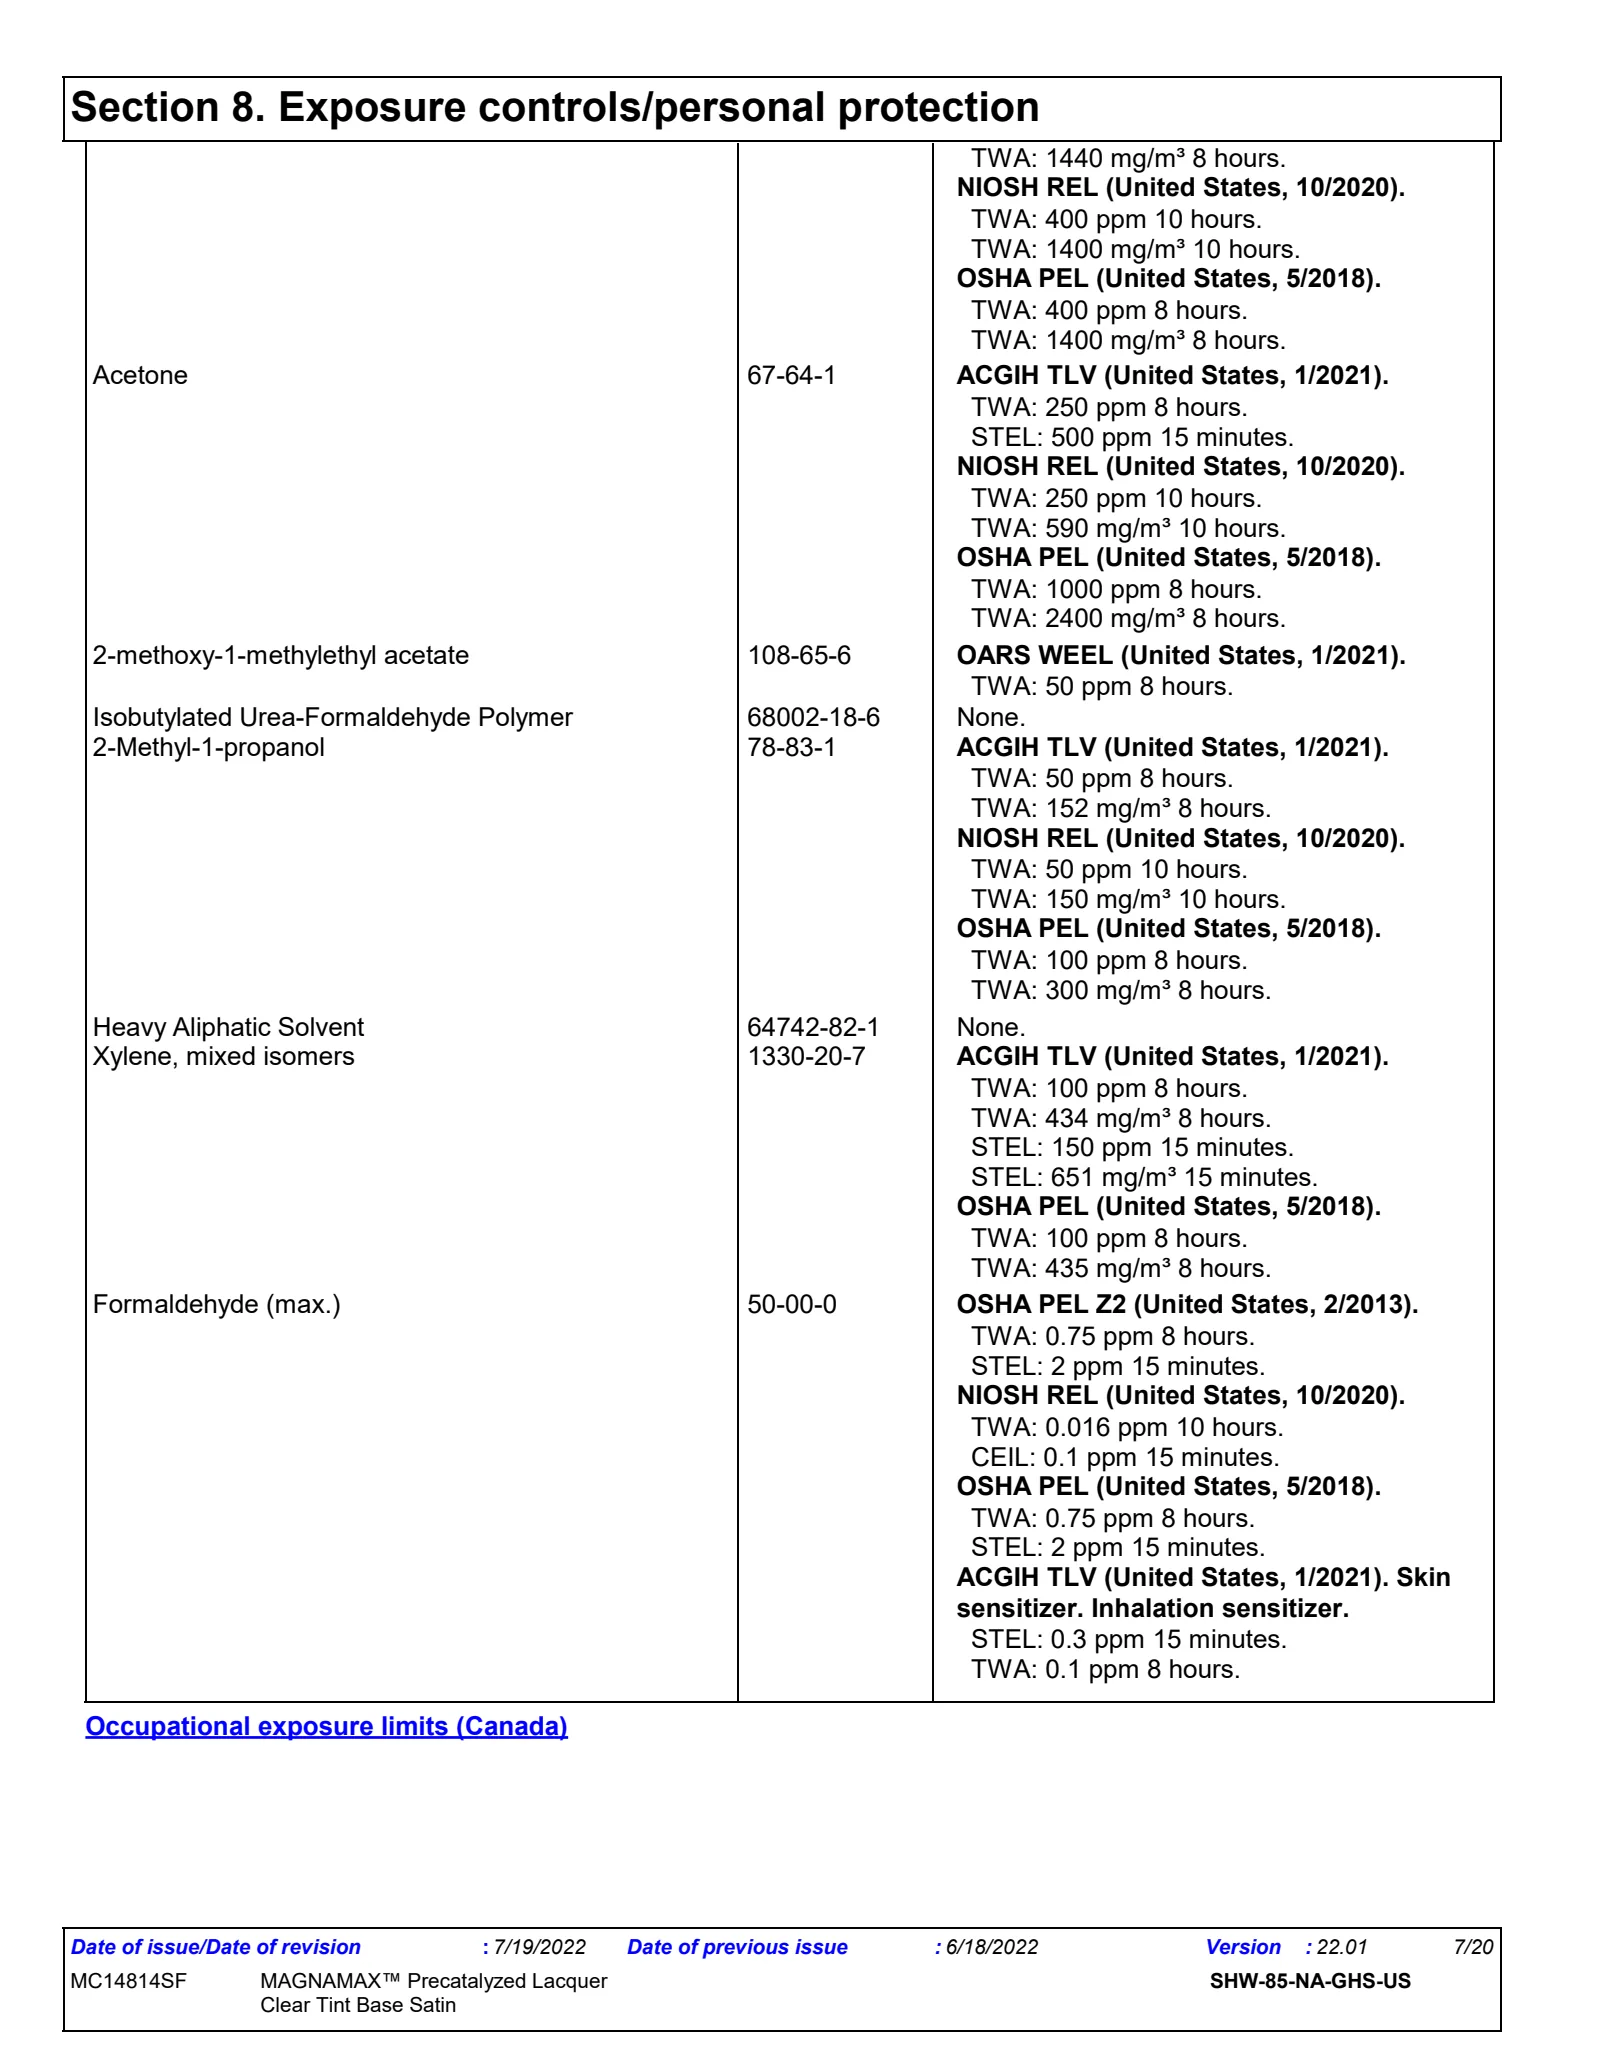 Section 8. Exposure controls/personal protection
TWA: 1440 mg/m³ 8 hours.
NIOSH REL (United States, 10/2020).
TWA: 400 ppm 10 hours.
TWA: 1400 mg/m³ 10 hours.
OSHA PEL (United States, 5/2018).
TWA: 400 ppm 8 hours.
TWA: 1400 mg/m³ 8 hours.
Acetone 67-64-1 ACGIH TLV (United States, 1/2021).
TWA: 250 ppm 8 hours.
STEL: 500 ppm 15 minutes.
NIOSH REL (United States, 10/2020).
TWA: 250 ppm 10 hours.
TWA: 590 mg/m³ 10 hours.
OSHA PEL (United States, 5/2018).
TWA: 1000 ppm 8 hours.
TWA: 2400 mg/m³ 8 hours.
2-methoxy-1-methylethyl acetate 108-65-6 OARS WEEL (United States, 1/2021).
TWA: 50 ppm 8 hours.
Isobutylated Urea-Formaldehyde Polymer 68002-18-6 None.
2-Methyl-1-propanol 78-83-1 ACGIH TLV (United States, 1/2021).
TWA: 50 ppm 8 hours.
TWA: 152 mg/m³ 8 hours.
NIOSH REL (United States, 10/2020).
TWA: 50 ppm 10 hours.
TWA: 150 mg/m³ 10 hours.
OSHA PEL (United States, 5/2018).
TWA: 100 ppm 8 hours.
TWA: 300 mg/m³ 8 hours.
Heavy Aliphatic Solvent 64742-82-1 None.
Xylene, mixed isomers 1330-20-7 ACGIH TLV (United States, 1/2021).
TWA: 100 ppm 8 hours.
TWA: 434 mg/m³ 8 hours.
STEL: 150 ppm 15 minutes.
STEL: 651 mg/m³ 15 minutes.
OSHA PEL (United States, 5/2018).
TWA: 100 ppm 8 hours.
TWA: 435 mg/m³ 8 hours.
Formaldehyde (max.) 50-00-0 OSHA PEL Z2 (United States, 2/2013).
TWA: 0.75 ppm 8 hours.
STEL: 2 ppm 15 minutes.
NIOSH REL (United States, 10/2020).
TWA: 0.016 ppm 10 hours.
CEIL: 0.1 ppm 15 minutes.
OSHA PEL (United States, 5/2018).
TWA: 0.75 ppm 8 hours.
STEL: 2 ppm 15 minutes.
ACGIH TLV (United States, 1/2021). Skin
sensitizer. Inhalation sensitizer.
STEL: 0.3 ppm 15 minutes.
TWA: 0.1 ppm 8 hours.
Occupational exposure limits (Canada)
Date of issue/Date of revision : 7/19/2022 Date of previous issue : 6/18/2022 Version : 22.01 7/20
MC14814SF MAGNAMAX™ Precatalyzed Lacquer SHW-85-NA-GHS-US
Clear Tint Base Satin